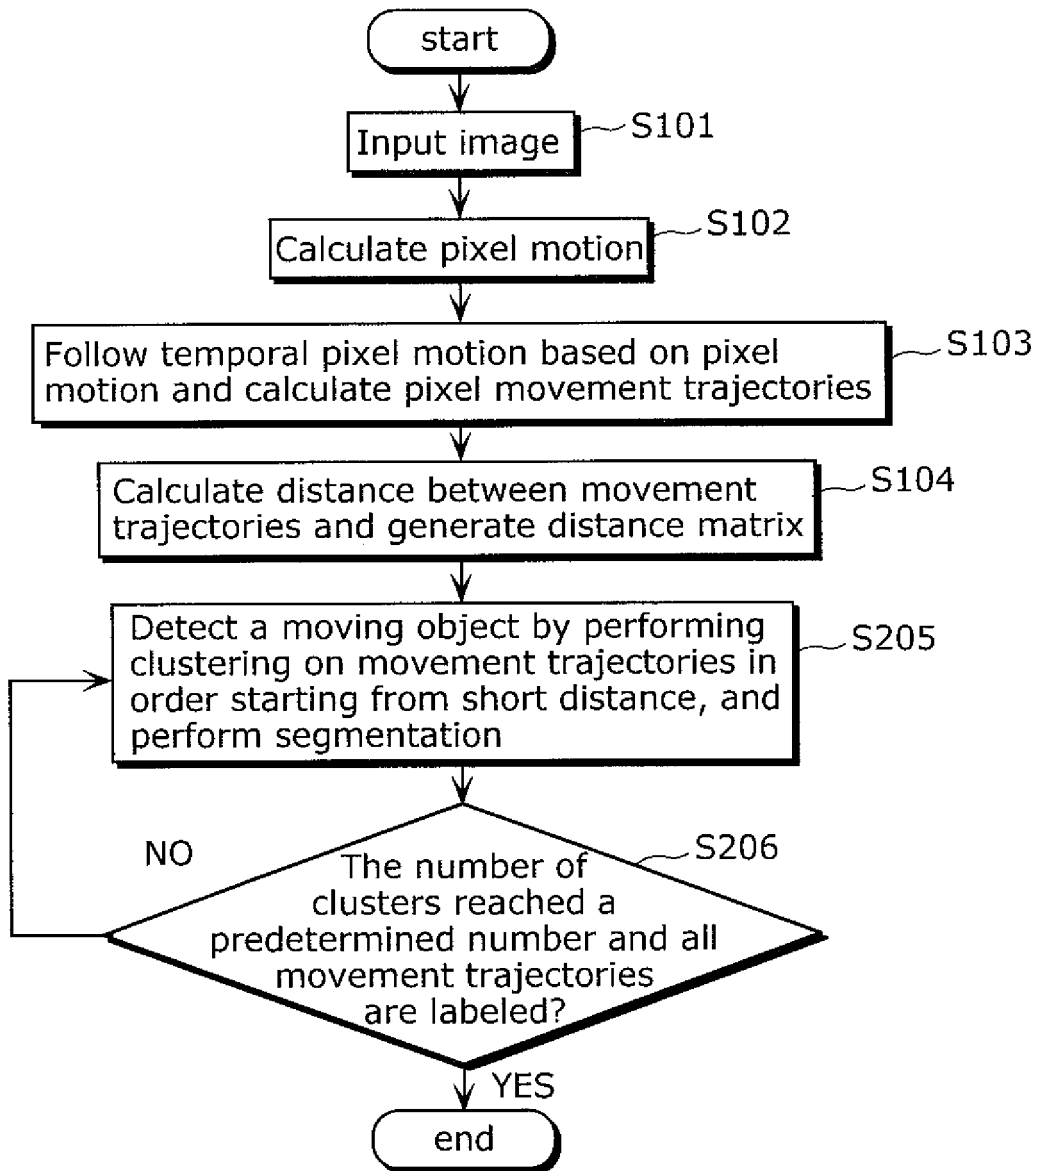 start
Input image
S101
Calculate pixel motion
S102
Follow temporal pixel motion based on pixel
motion and calculate pixel movement trajectories
S103
Calculate distance between movement
trajectories and generate distance matrix
S104
Detect a moving object by performing
clustering on movement trajectories in
order starting from short distance, and
perform segmentation
S205
NO
The number of
clusters reached a
predetermined number and all
movement trajectories
are labeled?
S206
YES
end